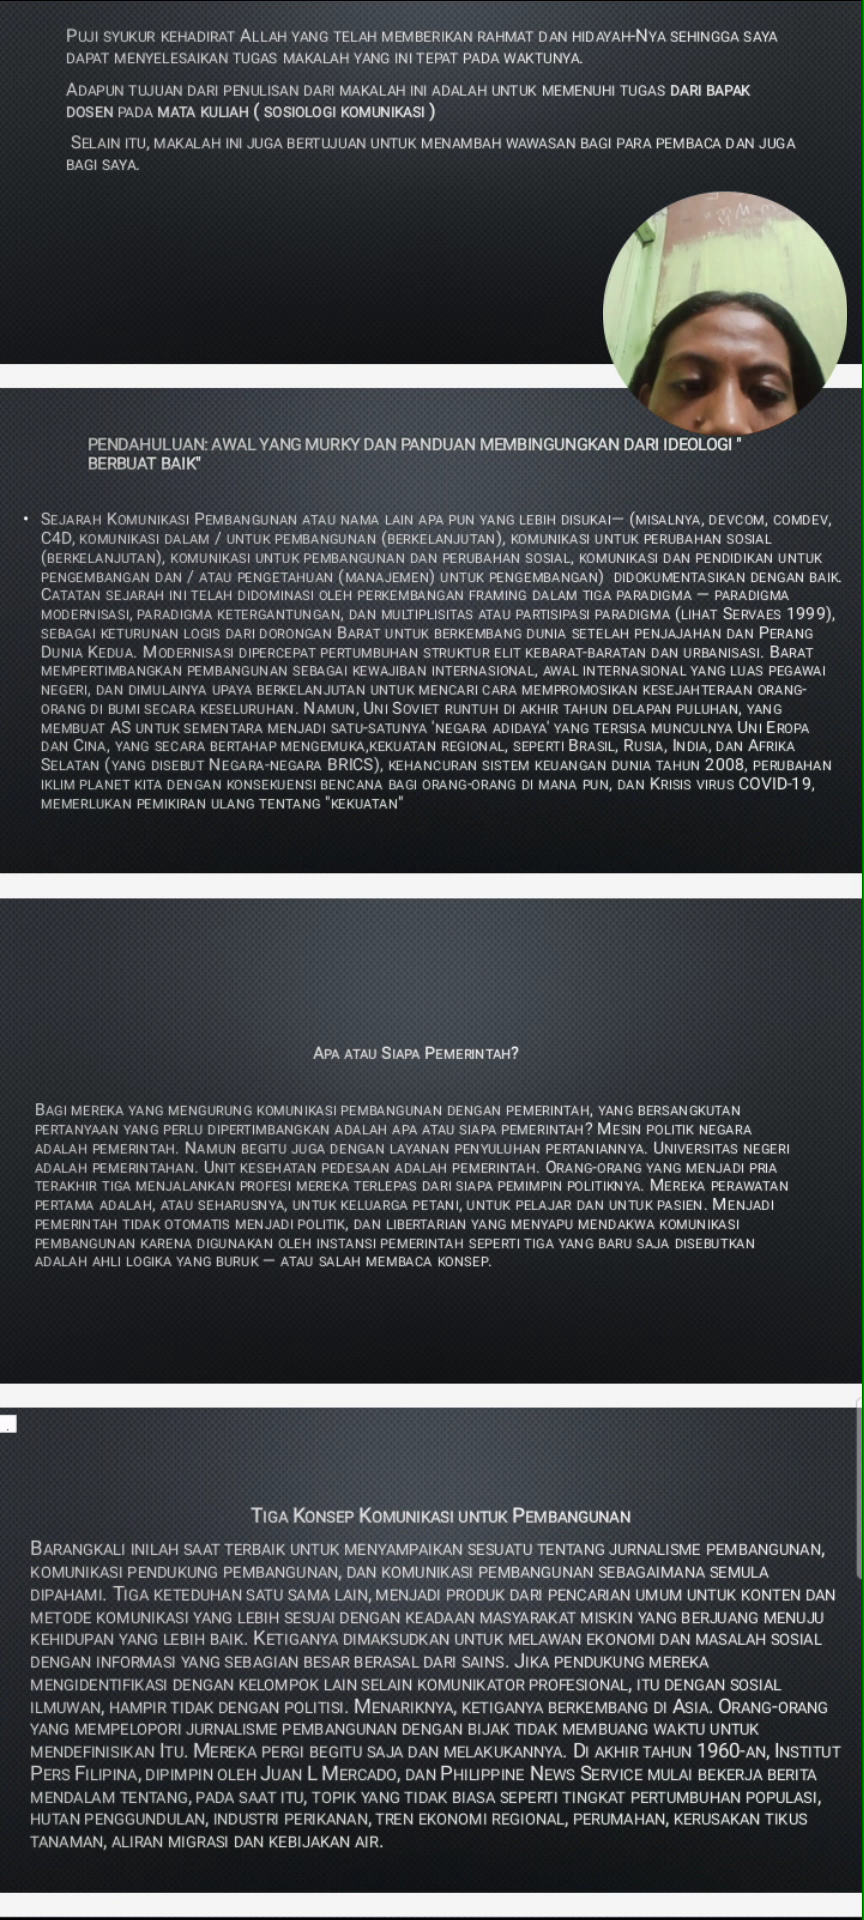 Puji syukur kehadirat Allah yang telah memberikan rahmat dan hidayah-Nya sehingga saya
dapat menyelesaikan tugas makalah yang ini tepat pada waktunya.
Adapun tujuan dari penulisan dari makalah ini adalah untuk memenuhi tugas dari bapak
dosen pada mata kuliah ( sosiologi komunikasi )
Selain itu, makalah ini juga bertujuan untuk menambah wawasan bagi para pembaca dan juga
bagi saya.
PENDAHULUAN: AWAL YANG MURKY DAN PANDUAN MEMBINGUNGKAN DARI IDEOLOGI "
BERBUAT BAIK"
• Sejarah Komunikasi Pembangunan atau nama lain apa pun yang lebih disukai— (misalnya, devcom, comdev,
C4D, komunikasi dalam / untuk pembangunan (berkelanjutan), komunikasi untuk perubahan sosial
(berkelanjutan), komunikasi untuk pembangunan dan perubahan sosial, komunikasi dan pendidikan untuk
pengembangan dan / atau pengetahuan (manajemen) untuk pengembangan) didokumentasikan dengan baik.
Catatan sejarah ini telah didominasi oleh perkembangan framing dalam tiga paradigma — paradigma
modernisasi, paradigma ketergantungan, dan multiplisitas atau partisipasi paradigma (lihat Servaes 1999),
sebagai keturunan logis dari dorongan Barat untuk berkembang dunia setelah penjajahan dan Perang
Dunia Kedua. Modernisasi dipercepat pertumbuhan struktur elit kebarat-baratan dan urbanisasi. Barat
mempertimbangkan pembangunan sebagai kewajiban internasional, awal internasional yang luas pegawai
negeri, dan dimulainya upaya berkelanjutan untuk mencari cara mempromosikan kesejahteraan orang-
orang di bumi secara keseluruhan. Namun, Uni Soviet runtuh di akhir tahun delapan puluhan, yang
membuat AS untuk sementara menjadi satu-satunya 'negara adidaya' yang tersisa munculnya Uni Eropa
dan Cina, yang secara bertahap mengemuka,kekuatan regional, seperti Brasil, Rusia, India, dan Afrika
Selatan (yang disebut Negara-negara BRICS), kehancuran sistem keuangan dunia tahun 2008, perubahan
iklim planet kita dengan konsekuensi bencana bagi orang-orang di mana pun, dan Krisis virus COVID-19,
memerlukan pemikiran ulang tentang "kekuatan"
Apa atau Siapa Pemerintah?
Bagi mereka yang mengurung komunikasi pembangunan dengan pemerintah, yang bersangkutan
pertanyaan yang perlu dipertimbangkan adalah apa atau siapa pemerintah? Mesin politik negara
adalah pemerintah. Namun begitu juga dengan layanan penyuluhan pertaniannya. Universitas negeri
adalah pemerintahan. Unit kesehatan pedesaan adalah pemerintah. Orang-orang yang menjadi pria
terakhir tiga menjalankan profesi mereka terlepas dari siapa pemimpin politiknya. Mereka perawatan
pertama adalah, atau seharusnya, untuk keluarga petani, untuk pelajar dan untuk pasien. Menjadi
pemerintah tidak otomatis menjadi politik, dan libertarian yang menyapu mendakwa komunikasi
pembangunan karena digunakan oleh instansi pemerintah seperti tiga yang baru saja disebutkan
adalah ahli logika yang buruk — atau salah membaca konsep.
Tiga Konsep Komunikasi untuk Pembangunan
Barangkali inilah saat terbaik untuk menyampaikan sesuatu tentang jurnalisme pembangunan,
komunikasi pendukung pembangunan, dan komunikasi pembangunan sebagaimana semula
dipahami. Tiga keteduhan satu sama lain, menjadi produk dari pencarian umum untuk konten dan
metode komunikasi yang lebih sesuai dengan keadaan masyarakat miskin yang berjuang menuju
kehidupan yang lebih baik. Ketiganya dimaksudkan untuk melawan ekonomi dan masalah sosial
dengan informasi yang sebagian besar berasal dari sains. Jika pendukung mereka
mengidentifikasi dengan kelompok lain selain komunikator profesional, itu dengan sosial
ilmuwan, hampir tidak dengan politisi. Menariknya, ketiganya berkembang di Asia. Orang-orang
yang mempelopori jurnalisme pembangunan dengan bijak tidak membuang waktu untuk
mendefinisikan Itu. Mereka pergi begitu saja dan melakukannya. Di akhir tahun 1960-an, Institut
Pers Filipina, dipimpin oleh Juan L Mercado, dan Philippine News Service mulai bekerja berita
mendalam tentang, pada saat itu, topik yang tidak biasa seperti tingkat pertumbuhan populasi,
hutan penggundulan, industri perikanan, tren ekonomi regional, perumahan, kerusakan tikus
tanaman, aliran migrasi dan kebijakan air.